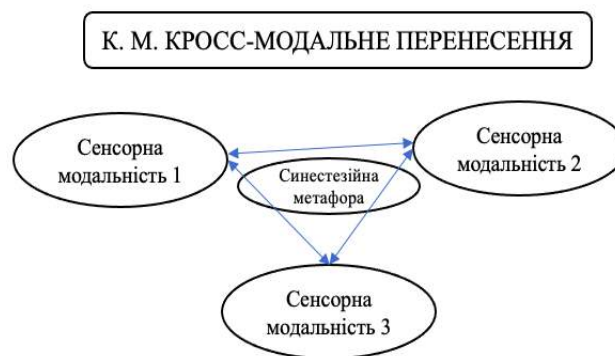 К. М. КРОСС-МОДАЛЬНЕ ПЕРЕНЕСЕННЯ
Сенсорна
модальність 1
Сенсорна
модальність 2
Синестезійна
метафора
Сенсорна
модальність 3